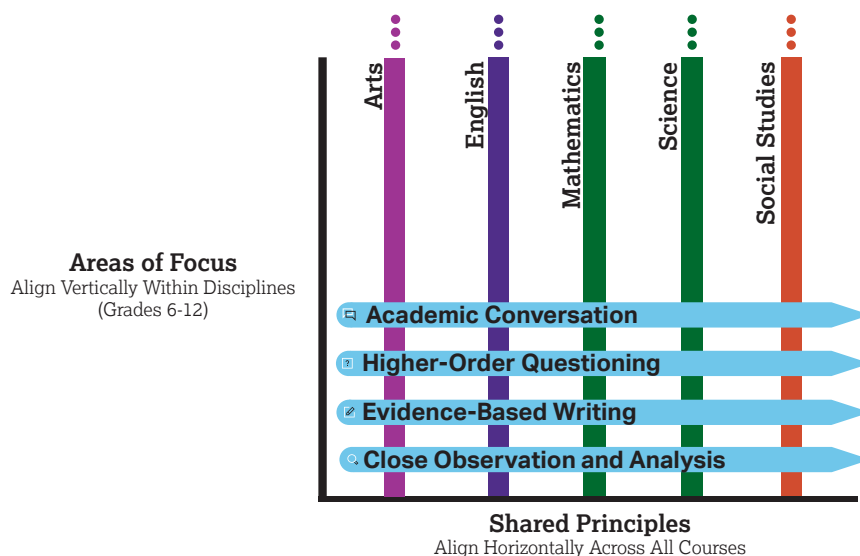 Arts
English
Mathematics
Science
Social Studies
Areas of Focus
Align Vertically Within Disciplines
(Grades 6-12)
Academic Conversation
? Higher-Order Questioning
Evidence-Based Writing
Close Observation and Analysis
Shared Principles
Align Horizontally Across All Courses